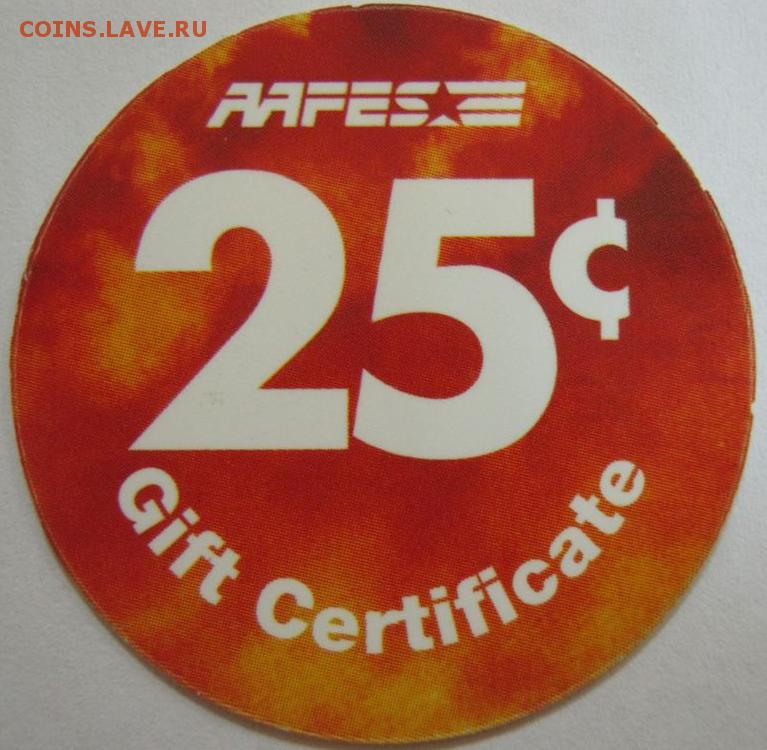 COINS.LAVE.RU
AAFES
25¢
Gift Certificate